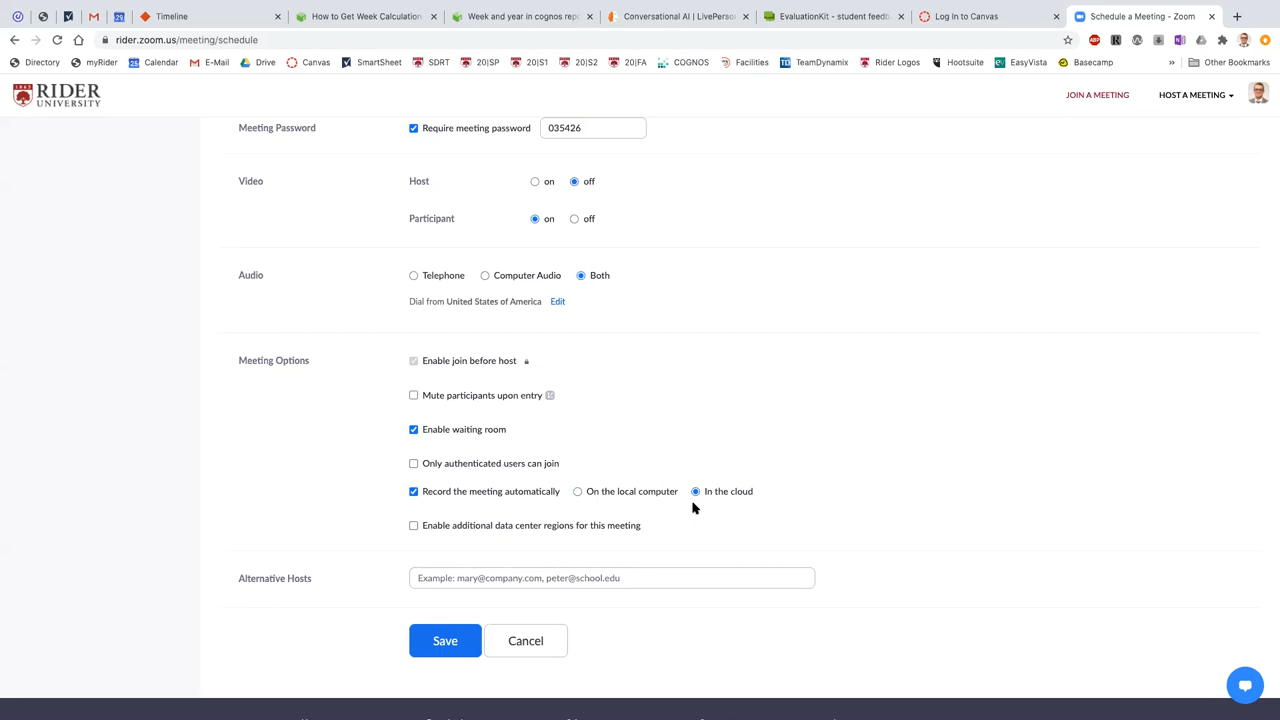 Timeline
How to Get Week Calculation
Week and year in cognos repo
Conversational AI | LivePerson
EvaluationKit - student feedb
Log In to Canvas
Schedule a Meeting - Zoom
rider.zoom.us/meeting/schedule
Directory myRider Calendar E-Mail Drive Canvas SmartSheet SDRT 20|SP 20|S1 20|S2 20|FA COGNOS Facilities TeamDynamix Rider Logos Hootsuite EasyVista Basecamp » Other Bookmarks
RIDER
UNIVERSITY
JOIN A MEETING HOST A MEETING
Meeting Password Require meeting password 035426
Video Host on off
Participant on off
Audio Telephone Computer Audio Both
Dial from United States of America Edit
Meeting Options Enable join before host
Mute participants upon entry
Enable waiting room
Only authenticated users can join
Record the meeting automatically On the local computer In the cloud
Enable additional data center regions for this meeting
Alternative Hosts Example: mary@company.com, peter@school.edu
Save Cancel